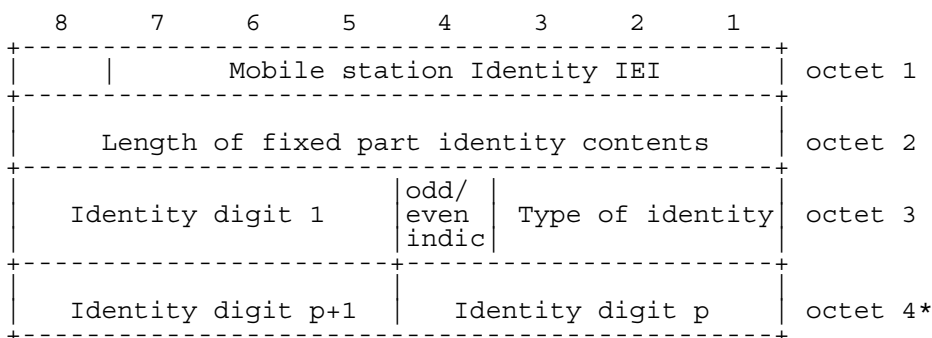 8 7 6 5 4 3 2 1
Mobile station Identity IEI octet 1
Length of fixed part identity contents octet 2
odd/
Identity digit 1 even Type of identity octet 3
indic
Identity digit p+1 Identity digit p octet 4*